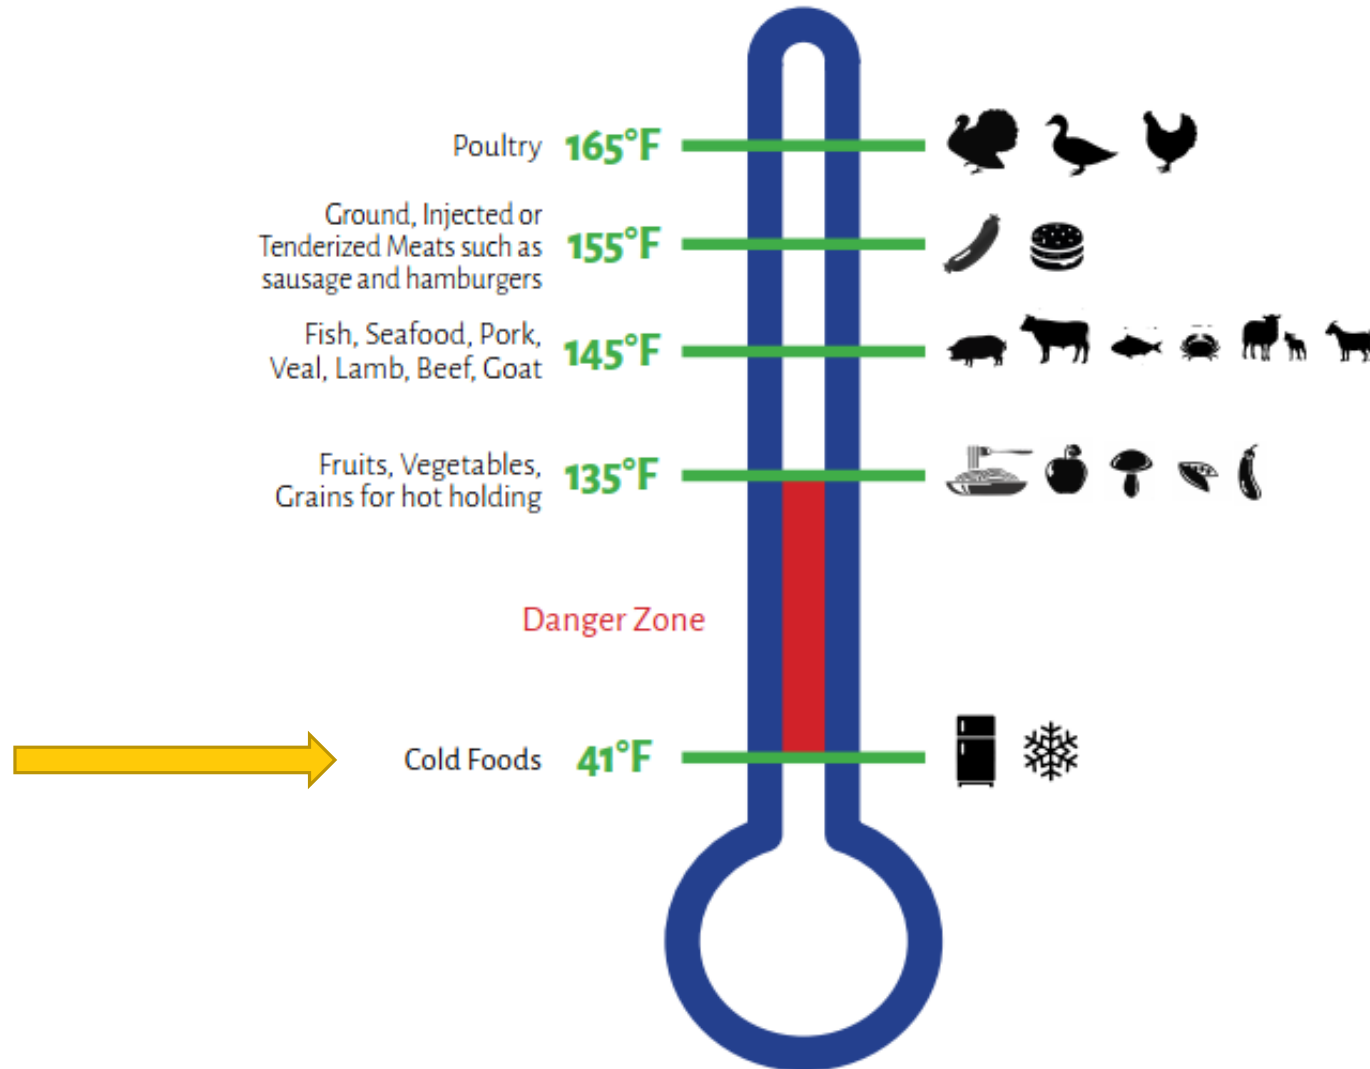 Poultry 165°F
Ground, Injected or
Tenderized Meats such as 155°F
sausage and hamburgers
Fish, Seafood, Pork,
Veal, Lamb, Beef, Goat 145°F
Fruits, Vegetables,
Grains for hot holding 135°F
Danger Zone
Cold Foods 41°F